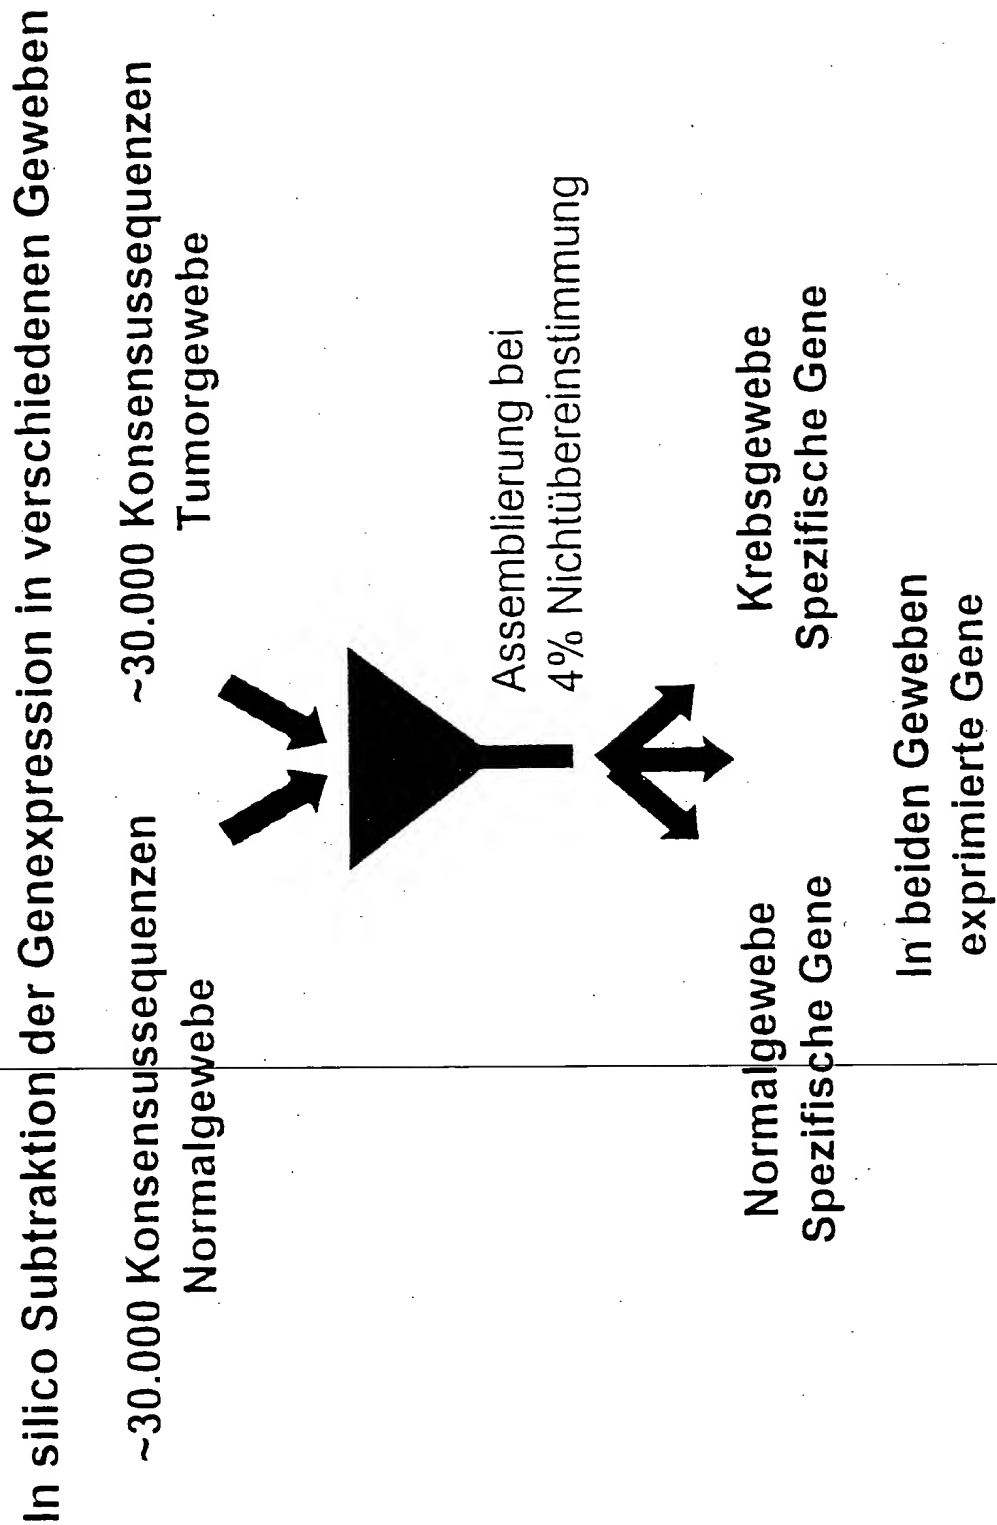 In silico Subtraktion der Genexpression in verschiedenen Geweben
~30.000 Konsensussequenzen
Normalgewebe
~30.000 Konsensussequenzen
Tumorgewebe
Assemblierung bei
4% Nichtübereinstimmung
Normalgewebe
Spezifische Gene
Krebsgewebe
Spezifische Gene
In beiden Geweben
exprimierte Gene